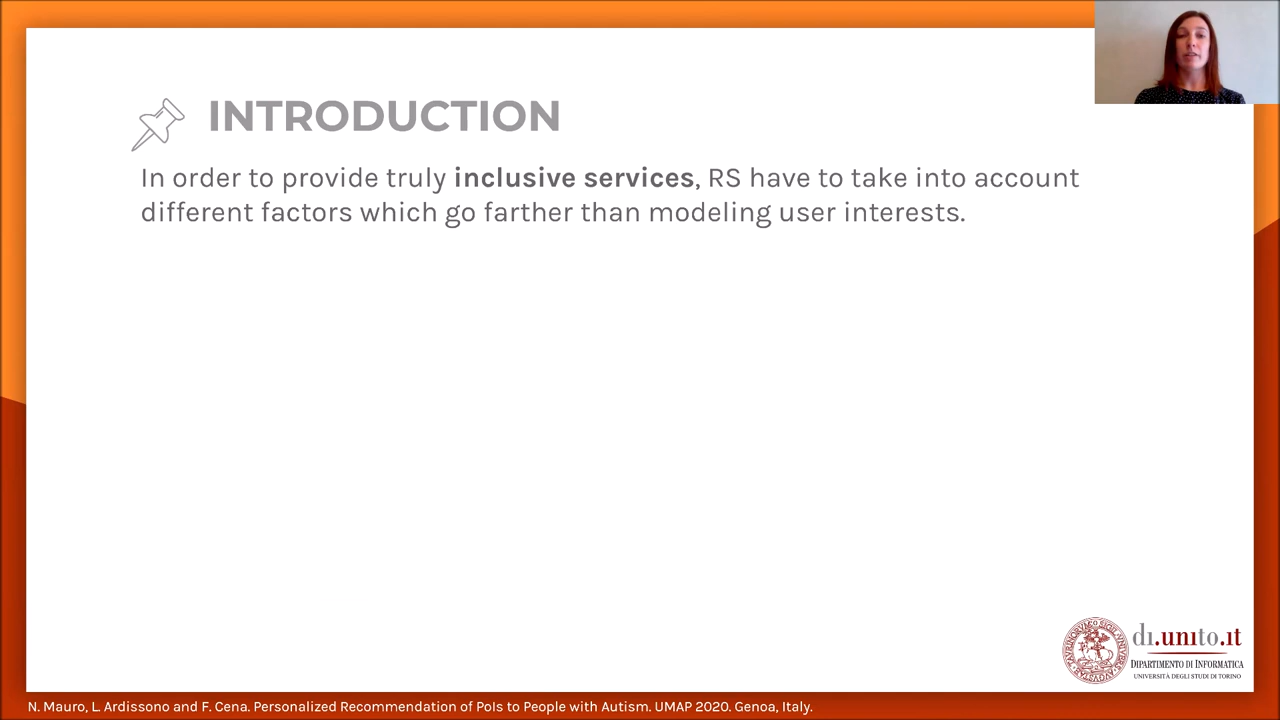 INTRODUCTION
In order to provide truly inclusive services, RS have to take into account
different factors which go farther than modeling user interests.
di.unito.it
DIPARTIMENTO DI INFORMATICA
UNIVERSITÀ DEGLI STUDI DI TORINO
N. Mauro, L. Ardissono and F. Cena. Personalized Recommendation of PoIs to People with Autism. UMAP 2020. Genoa, Italy.